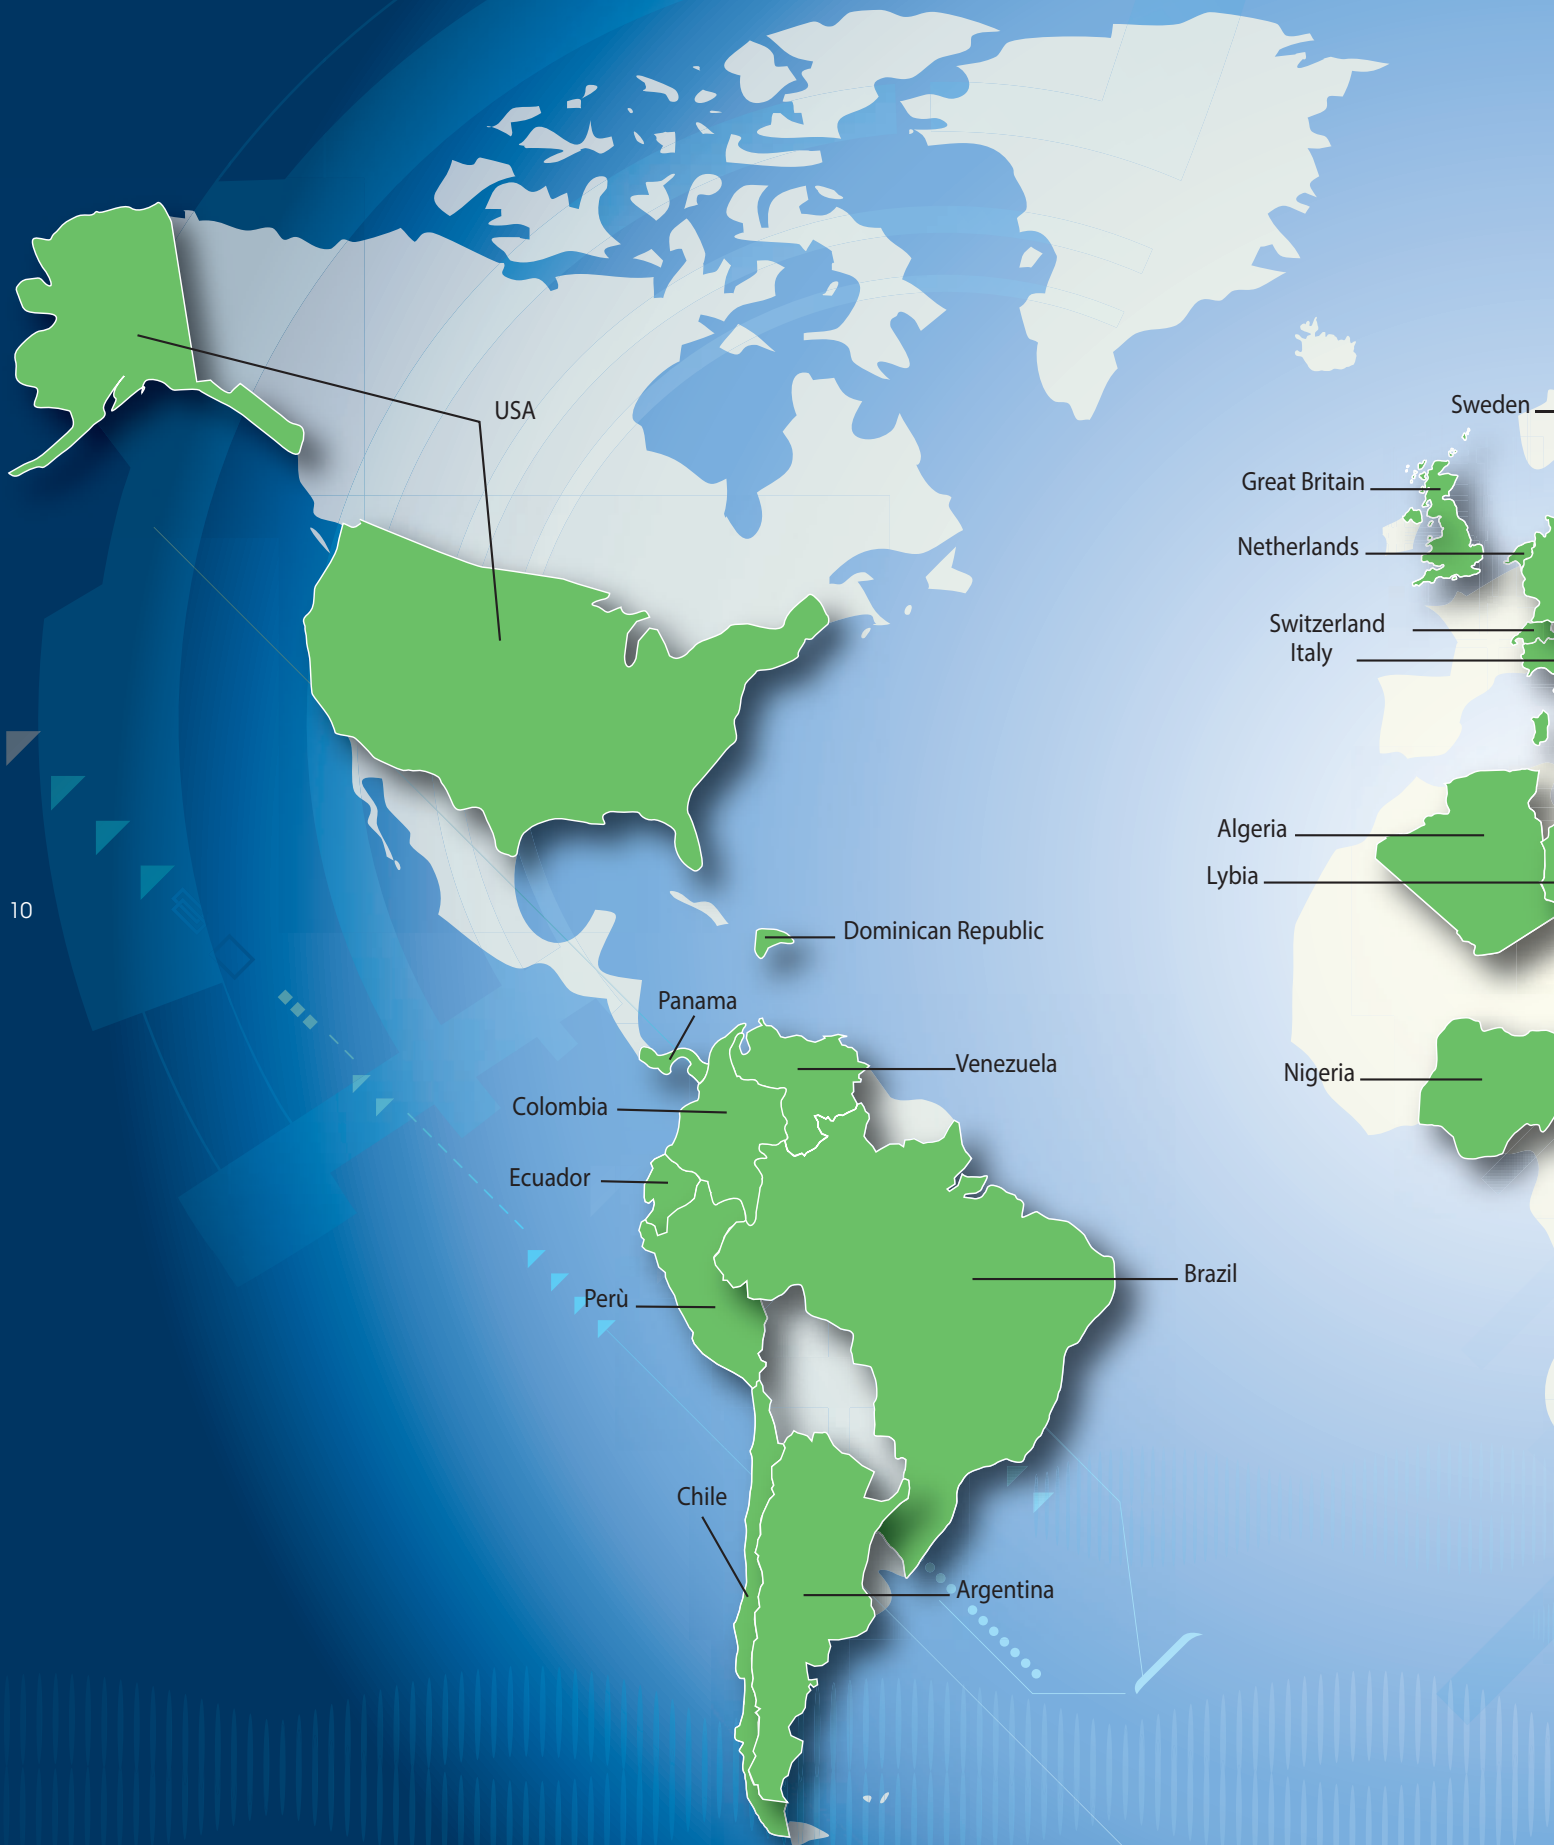 USA
Sweden
Great Britain
Netherlands
Switzerland
Italy
Algeria
Lybia
10
Dominican Republic
Panama
Venezuela
Nigeria
Colombia
Ecuador
Brazil
Perù
Chile
Argentina